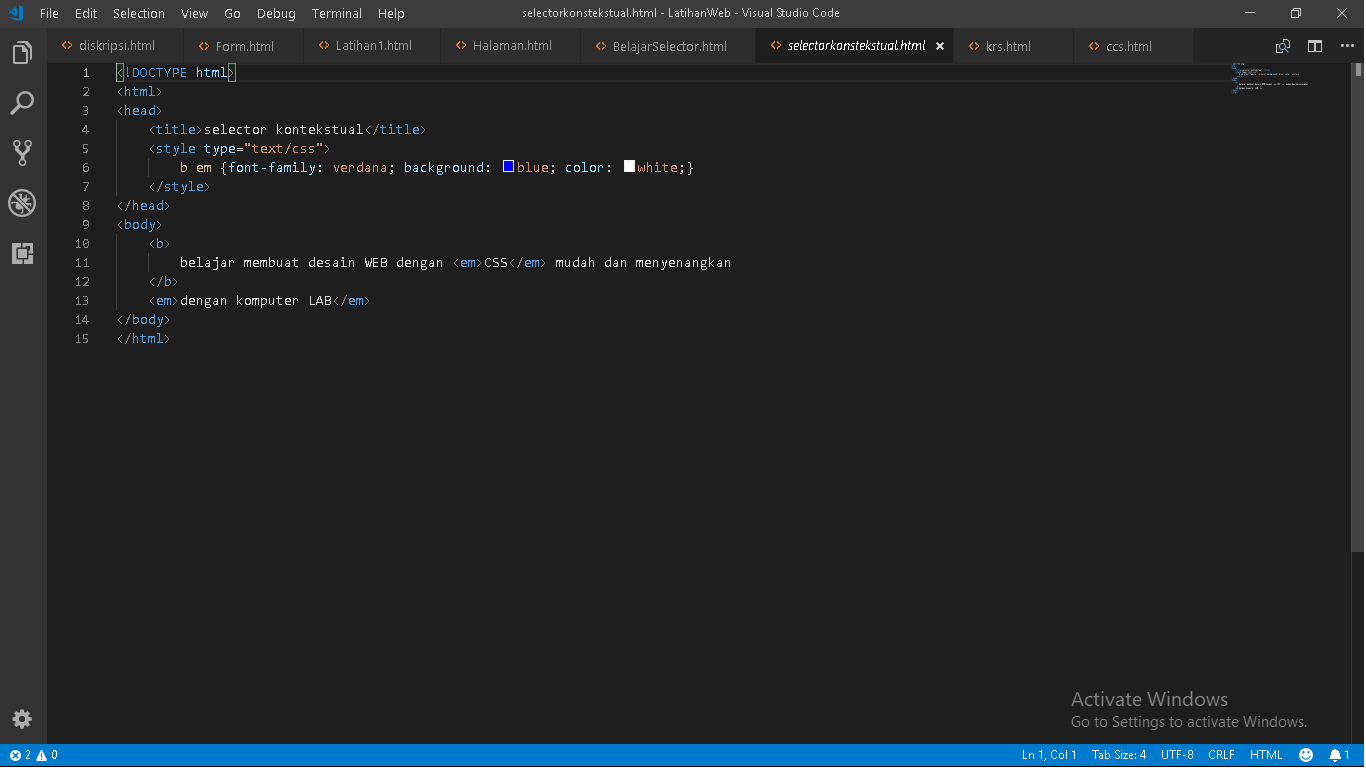 File Edit Selection View Go Debug Terminal Help selectorkonstekstual.html - LatihanWeb - Visual Studio Code
<> diskripsi.html <> Form.html <> Latihan1.html <> Halaman.html <> BelajarSelector.html <> selectorkonstekstual.html × <> krs.html <> ccs.html
1 <!DOCTYPE html>
2 <html>
3 <head>
4 <title>selector kontekstual</title>
5 <style type="text/css">
6 b em {font-family: verdana; background: blue; color: white;}
7 </style>
8 </head>
9 <body>
10 <b>
11 belajar membuat desain WEB dengan <em>CSS</em> mudah dan menyenangkan
12 </b>
13 <em>dengan komputer LAB</em>
14 </body>
15 </html>
Activate Windows
Go to Settings to activate Windows.
2 0 Ln 1, Col 1 Tab Size: 4 UTF-8 CRLF HTML 1